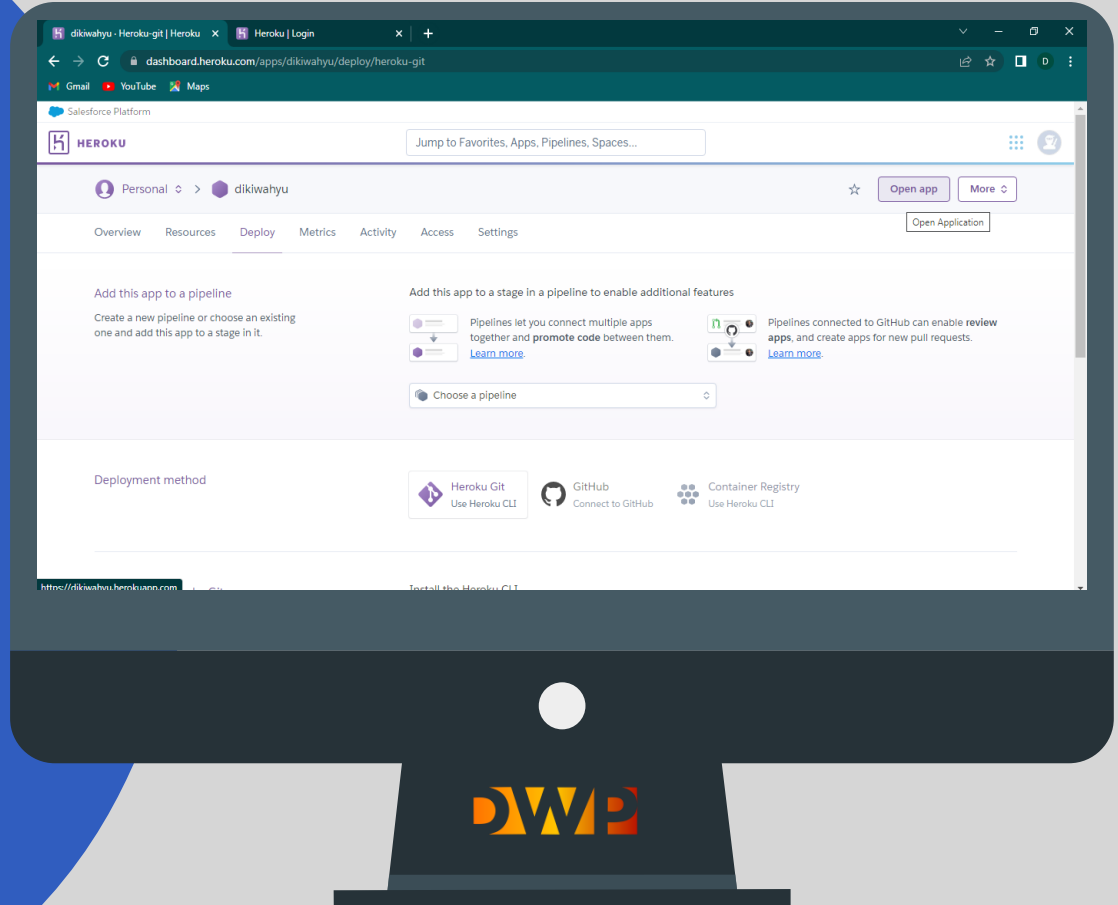 dikiwahyu · Heroku-git | Heroku
Heroku | Login
dashboard.heroku.com/apps/dikiwahyu/deploy/heroku-git
D
Gmail YouTube Maps
Salesforce Platform
HEROKU
Jump to Favorites, Apps, Pipelines, Spaces...
Personal > dikiwahyu
Open app
More
Open Application
Overview Resources Deploy Metrics Activity Access Settings
Add this app to a pipeline
Create a new pipeline or choose an existing
one and add this app to a stage in it.
Add this app to a stage in a pipeline to enable additional features
Pipelines let you connect multiple apps
together and promote code between them.
Learn more.
Pipelines connected to GitHub can enable review
apps, and create apps for new pull requests.
Learn more.
Choose a pipeline
Deployment method
Heroku Git
Use Heroku CLI
GitHub
Connect to GitHub
Container Registry
Use Heroku CLI
https://dikiwahyu.herokuapp.com
Install the Heroku CLI
DWP